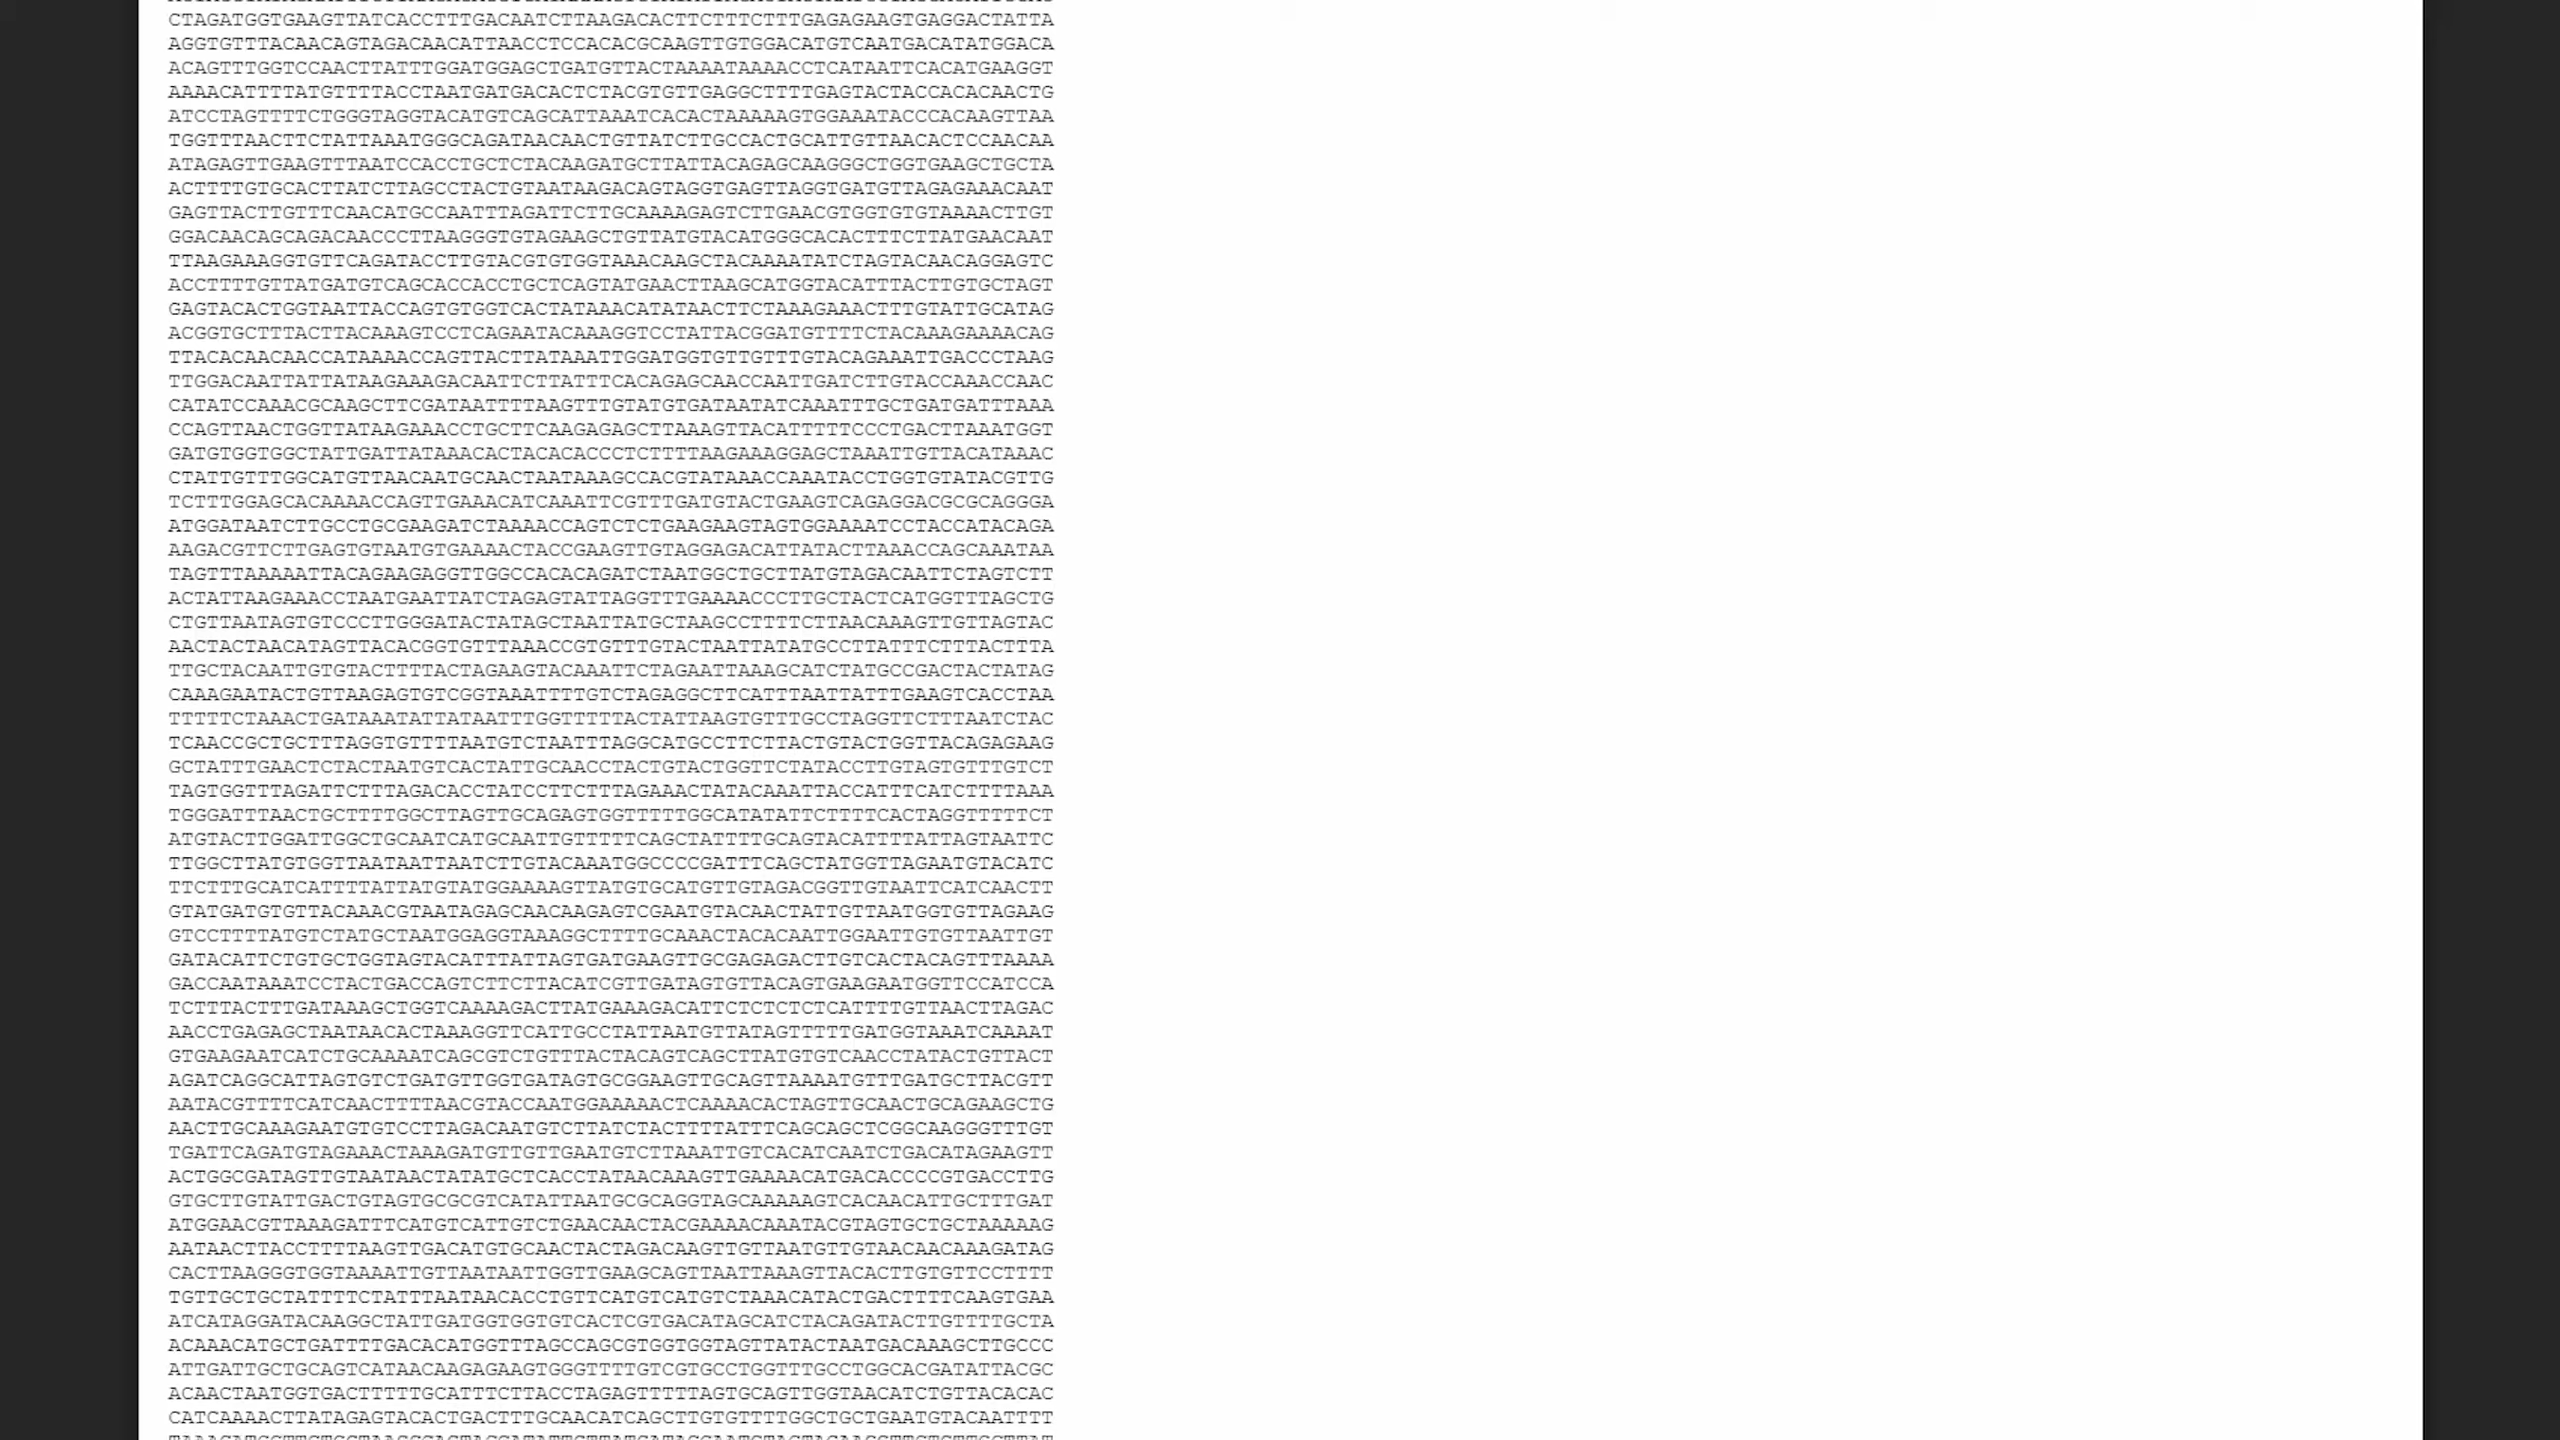 CTAGATGGTGAAGTTATCACCTTTGACAATCTTAAGACACTTCTTTCTTTGAGAGAAGTGAGGACTATTA
AGGTGTTTACAACAGTAGACAACATTAACCTCCACACGCAAGTTGTGGACATGTCAATGACATATGGACA
ACAGTTTGGTCCAACTTATTTGGATGGAGCTGATGTTACTAAAATAAAACCTCATAATTCACATGAAGGT
AAAACATTTTATGTTTTACCTAATGATGACACTCTACGTGTTGAGGCTTTTGAGTACTACCACACAACTG
ATCCTAGTTTTCTGGGTAGGTACATGTCAGCATTAAATCACACTAAAAAGTGGAAATACCCACAAGTTAA
TGGTTTAACTTCTATTAAATGGGCAGATAACAACTGTTATCTTGCCACTGCATTGTTAACACTCCAACAA
ATAGAGTTGAAGTTTAATCCACCTGCTCTACAAGATGCTTATTACAGAGCAAGGGCTGGTGAAGCTGCTA
ACTTTTGTGCACTTATCTTAGCCTACTGTAATAAGACAGTAGGTGAGTTAGGTGATGTTAGAGAAACAAT
GAGTTACTTGTTTCAACATGCCAATTTAGATTCTTGCAAAAGAGTCTTGAACGTGGTGTGTAAAACTTGT
GGACAACAGCAGACAACCCTTAAGGGTGTAGAAGCTGTTATGTACATGGGCACACTTTCTTATGAACAAT
TTAAGAAAGGTGTTCAGATACCTTGTACGTGTGGTAAACAAGCTACAAAATATCTAGTACAACAGGAGTC
ACCTTTTGTTATGATGTCAGCACCACCTGCTCAGTATGAACTTAAGCATGGTACATTTACTTGTGCTAGT
GAGTACACTGGTAATTACCAGTGTGGTCACTATAAACATATAACTTCTAAAGAAACTTTGTATTGCATAG
ACGGTGCTTTACTTACAAAGTCCTCAGAATACAAAGGTCCTATTACGGATGTTTTCTACAAAGAAAACAG
TTACACAACAACCATAAAACCAGTTACTTATAAATTGGATGGTGTTGTTTGTACAGAAATTGACCCTAAG
TTGGACAATTATTATAAGAAAGACAATTCTTATTTCACAGAGCAACCAATTGATCTTGTACCAAACCAAC
CATATCCAAACGCAAGCTTCGATAATTTTAAGTTTGTATGTGATAATATCAAATTTGCTGATGATTTAAA
CCAGTTAACTGGTTATAAGAAACCTGCTTCAAGAGAGCTTAAAGTTACATTTTTCCCTGACTTAAATGGT
GATGTGGTGGCTATTGATTATAAACACTACACACCCTCTTTTAAGAAAGGAGCTAAATTGTTACATAAAC
CTATTGTTTGGCATGTTAACAATGCAACTAATAAAGCCACGTATAAACCAAATACCTGGTGTATACGTTG
TCTTTGGAGCACAAAACCAGTTGAAACATCAAATTCGTTTGATGTACTGAAGTCAGAGGACGCGCAGGGA
ATGGATAATCTTGCCTGCGAAGATCTAAAACCAGTCTCTGAAGAAGTAGTGGAAAATCCTACCATACAGA
AAGACGTTCTTGAGTGTAATGTGAAAACTACCGAAGTTGTAGGAGACATTATACTTAAACCAGCAAATAA
TAGTTTAAAAATTACAGAAGAGGTTGGCCACACAGATCTAATGGCTGCTTATGTAGACAATTCTAGTCTT
ACTATTAAGAAACCTAATGAATTATCTAGAGTATTAGGTTTGAAAACCCTTGCTACTCATGGTTTAGCTG
CTGTTAATAGTGTCCCTTGGGATACTATAGCTAATTATGCTAAGCCTTTTCTTAACAAAGTTGTTAGTAC
AACTACTAACATAGTTACACGGTGTTTAAACCGTGTTTGTACTAATTATATGCCTTATTTCTTTACTTTA
TTGCTACAATTGTGTACTTTTACTAGAAGTACAAATTCTAGAATTAAAGCATCTATGCCGACTACTATAG
CAAAGAATACTGTTAAGAGTGTCGGTAAATTTTGTCTAGAGGCTTCATTTAATTATTTGAAGTCACCTAA
TTTTTCTAAACTGATAAATATTATAATTTGGTTTTTACTATTAAGTGTTTGCCTAGGTTCTTTAATCTAC
TCAACCGCTGCTTTAGGTGTTTTAATGTCTAATTTAGGCATGCCTTCTTACTGTACTGGTTACAGAGAAG
GCTATTTGAACTCTACTAATGTCACTATTGCAACCTACTGTACTGGTTCTATACCTTGTAGTGTTTGTCT
TAGTGGTTTAGATTCTTTAGACACCTATCCTTCTTTAGAAACTATACAAATTACCATTTCATCTTTTAAA
TGGGATTTAACTGCTTTTGGCTTAGTTGCAGAGTGGTTTTTGGCATATATTCTTTTCACTAGGTTTTTCT
ATGTACTTGGATTGGCTGCAATCATGCAATTGTTTTTCAGCTATTTTGCAGTACATTTTATTAGTAATTC
TTGGCTTATGTGGTTAATAATTAATCTTGTACAAATGGCCCCGATTTCAGCTATGGTTAGAATGTACATC
TTCTTTGCATCATTTTATTATGTATGGAAAAGTTATGTGCATGTTGTAGACGGTTGTAATTCATCAACTT
GTATGATGTGTTACAAACGTAATAGAGCAACAAGAGTCGAATGTACAACTATTGTTAATGGTGTTAGAAG
GTCCTTTTATGTCTATGCTAATGGAGGTAAAGGCTTTTGCAAACTACACAATTGGAATTGTGTTAATTGT
GATACATTCTGTGCTGGTAGTACATTTATTAGTGATGAAGTTGCGAGAGACTTGTCACTACAGTTTAAAA
GACCAATAAATCCTACTGACCAGTCTTCTTACATCGTTGATAGTGTTACAGTGAAGAATGGTTCCATCCA
TCTTTACTTTGATAAAGCTGGTCAAAAGACTTATGAAAGACATTCTCTCTCTCATTTTGTTAACTTAGAC
AACCTGAGAGCTAATAACACTAAAGGTTCATTGCCTATTAATGTTATAGTTTTTGATGGTAAATCAAAAT
GTGAAGAATCATCTGCAAAATCAGCGTCTGTTTACTACAGTCAGCTTATGTGTCAACCTATACTGTTACT
AGATCAGGCATTAGTGTCTGATGTTGGTGATAGTGCGGAAGTTGCAGTTAAAATGTTTGATGCTTACGTT
AATACGTTTTCATCAACTTTTAACGTACCAATGGAAAAACTCAAAACACTAGTTGCAACTGCAGAAGCTG
AACTTGCAAAGAATGTGTCCTTAGACAATGTCTTATCTACTTTTATTTCAGCAGCTCGGCAAGGGTTTGT
TGATTCAGATGTAGAAACTAAAGATGTTGTTGAATGTCTTAAATTGTCACATCAATCTGACATAGAAGTT
ACTGGCGATAGTTGTAATAACTATATGCTCACCTATAACAAAGTTGAAAACATGACACCCCGTGACCTTG
GTGCTTGTATTGACTGTAGTGCGCGTCATATTAATGCGCAGGTAGCAAAAAGTCACAACATTGCTTTGAT
ATGGAACGTTAAAGATTTCATGTCATTGTCTGAACAACTACGAAAACAAATACGTAGTGCTGCTAAAAAG
AATAACTTACCTTTTAAGTTGACATGTGCAACTACTAGACAAGTTGTTAATGTTGTAACAACAAAGATAG
CACTTAAGGGTGGTAAAATTGTTAATAATTGGTTGAAGCAGTTAATTAAAGTTACACTTGTGTTCCTTTT
TGTTGCTGCTATTTTCTATTTAATAACACCTGTTCATGTCATGTCTAAACATACTGACTTTTCAAGTGAA
ATCATAGGATACAAGGCTATTGATGGTGGTGTCACTCGTGACATAGCATCTACAGATACTTGTTTTGCTA
ACAAACATGCTGATTTTGACACATGGTTTAGCCAGCGTGGTGGTAGTTATACTAATGACAAAGCTTGCCC
ATTGATTGCTGCAGTCATAACAAGAGAAGTGGGTTTTGTCGTGCCTGGTTTGCCTGGCACGATATTACGC
ACAACTAATGGTGACTTTTTGCATTTCTTACCTAGAGTTTTTAGTGCAGTTGGTAACATCTGTTACACAC
CATCAAAACTTATAGAGTACACTGACTTTGCAACATCAGCTTGTGTTTTGGCTGCTGAATGTACAATTTT